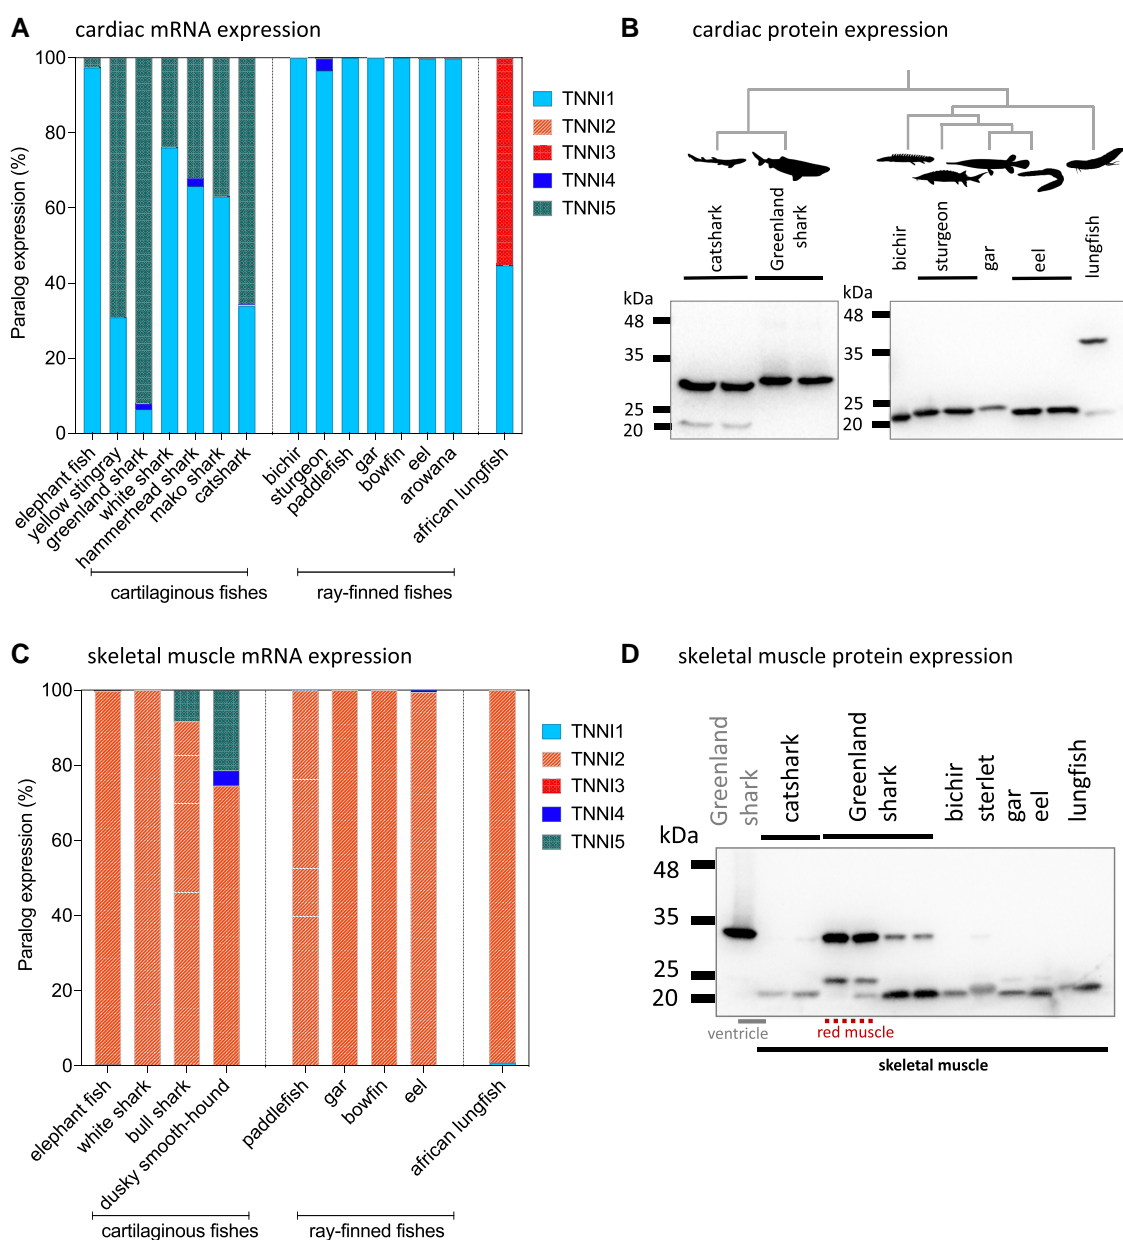 A cardiac mRNA expression
Paralog expression (%)
100
80
60
40
20
0
elephant fish
yellow stingray
greenland shark
white shark
hammerhead shark
mako shark
catshark
bichir
sturgeon
paddlefish
gar
bowfin
eel
arowana
african lungfish
cartilaginous fishes
ray-finned fishes
TNNI1
TNNI2
TNNI3
TNNI4
TNNI5
B cardiac protein expression
catshark
Greenland
shark
bichir
sturgeon
gar
eel
lungfish
kDa
48
35
25
20
kDa
48
35
25
20
C skeletal muscle mRNA expression
Paralog expression (%)
100
80
60
40
20
0
elephant fish
white shark
bull shark
dusky smooth-hound
paddlefish
gar
bowfin
eel
african lungfish
cartilaginous fishes
ray-finned fishes
TNNI1
TNNI2
TNNI3
TNNI4
TNNI5
D skeletal muscle protein expression
Greenland
shark
catshark
Greenland
shark
bichir
sterlet
gar
eel
lungfish
kDa
48
35
25
20
ventricle
red muscle
skeletal muscle